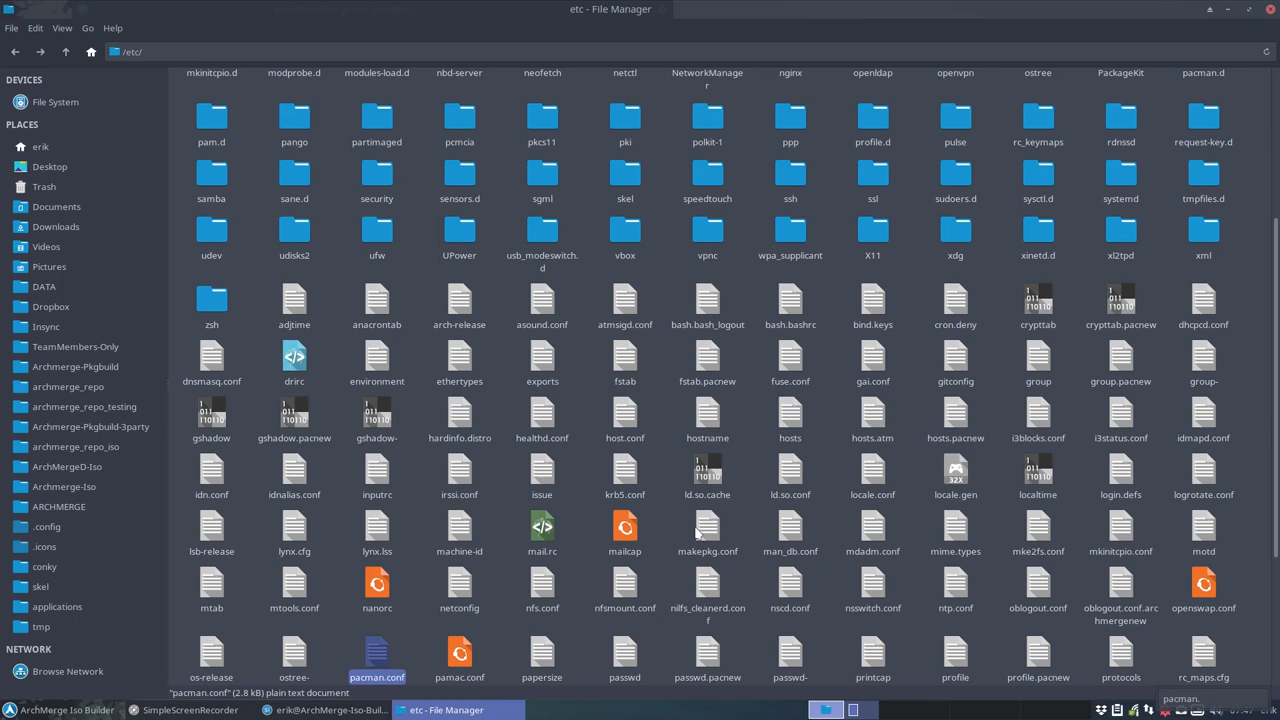 etc - File Manager
File Edit View Go Help
/etc/
DEVICES
File System
PLACES
erik
Desktop
Trash
Documents
Downloads
Videos
Pictures
DATA
Dropbox
Insync
TeamMembers-Only
Archmerge-Pkgbuild
archmerge_repo
archmerge_repo_testing
Archmerge-Pkgbuild-3party
archmerge_repo_iso
ArchMergeD-Iso
Archmerge-Iso
ARCHMERGE
.config
.icons
conky
skel
applications
tmp
NETWORK
Browse Network
mkinitcpio.d modprobe.d modules-load.d nbd-server neofetch netctl NetworkManage nginx openldap openvpn ostree PackageKit pacman.d
r
pam.d pango partimaged pcmcia pkcs11 pki polkit-1 ppp profile.d pulse rc_keymaps rdnssd request-key.d
samba sane.d security sensors.d sgml skel speedtouch ssh ssl sudoers.d sysctl.d systemd tmpfiles.d
udev udisks2 ufw UPower usb_modeswitch. vbox vpnc wpa_supplicant X11 xdg xinetd.d xl2tpd xml
d
zsh adjtime anacrontab arch-release asound.conf atmsigd.conf bash.bash_logout bash.bashrc bind.keys cron.deny crypttab crypttab.pacnew dhcpcd.conf
dnsmasq.conf drirc environment ethertypes exports fstab fstab.pacnew fuse.conf gai.conf gitconfig group group.pacnew group-
gshadow gshadow.pacnew gshadow- hardinfo.distro healthd.conf host.conf hostname hosts hosts.atm hosts.pacnew i3blocks.conf i3status.conf idmapd.conf
idn.conf idnalias.conf inputrc irssi.conf issue krb5.conf ld.so.cache ld.so.conf locale.conf locale.gen localtime login.defs logrotate.conf
lsb-release lynx.cfg lynx.lss machine-id mail.rc mailcap makepkg.conf man_db.conf mdadm.conf mime.types mke2fs.conf mkinitcpio.conf motd
mtab mtools.conf nanorc netconfig nfs.conf nfsmount.conf nilfs_cleanerd.con nscd.conf nsswitch.conf ntp.conf oblogout.conf oblogout.conf.arc openswap.conf
f hmergenew
os-release ostree- pacman.conf pamac.conf papersize passwd passwd.pacnew passwd- printcap profile profile.pacnew protocols rc_maps.cfg
"pacman.conf" (2.8 kB) plain text document
pacman.
ArchMerge Iso Builder SimpleScreenRecorder erik@ArchMerge-Iso-Buil... etc - File Manager